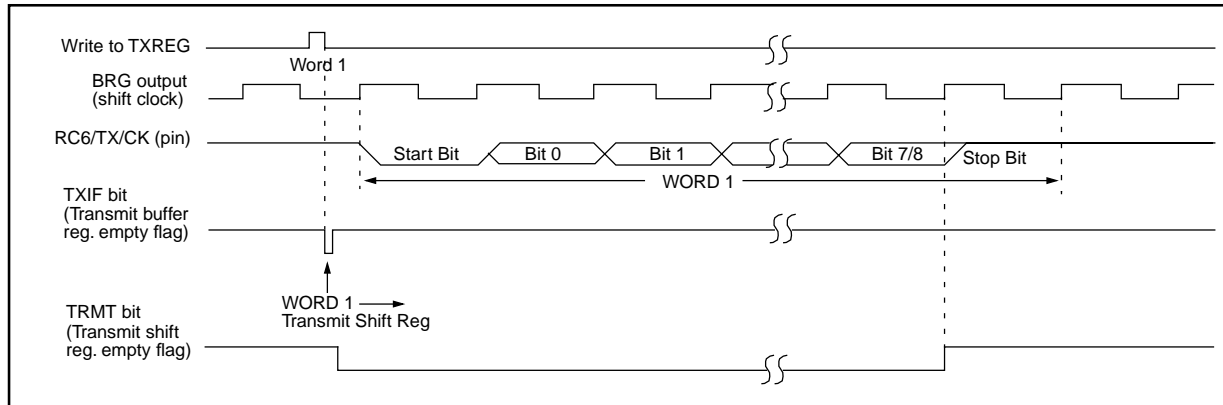 Write to TXREG
Word 1
BRG output
(shift clock)
RC6/TX/CK (pin)
Start Bit
Bit 0
Bit 1
Bit 7/8
Stop Bit
WORD 1
TXIF bit
(Transmit buffer
reg. empty flag)
WORD 1
Transmit Shift Reg
TRMT bit
(Transmit shift
reg. empty flag)